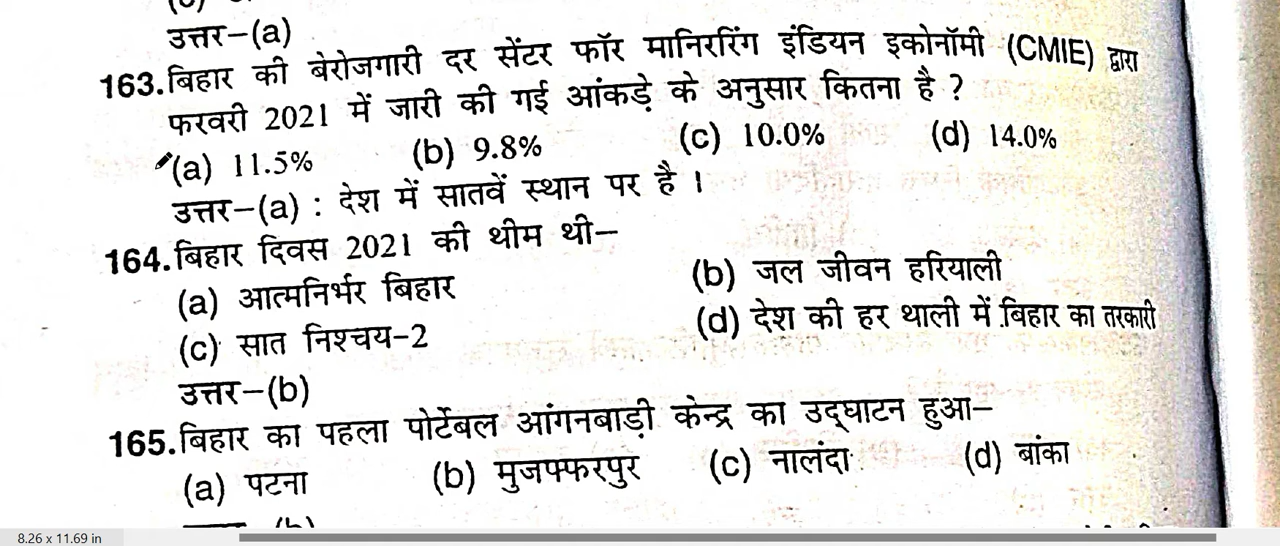 उत्तर–(a)
163. बिहार की बेरोजगारी दर सेंटर फॉर मानिररिंग इंडियन इकोनॉमी (CMIE) द्वारा
फरवरी 2021 में जारी की गई आंकड़े के अनुसार कितना है ?
(a) 11.5% (b) 9.8% (c) 10.0% (d) 14.0%
उत्तर–(a) : देश में सातवें स्थान पर है ।
164. बिहार दिवस 2021 की थीम थी–
(a) आत्मनिर्भर बिहार (b) जल जीवन हरियाली
(c) सात निश्चय-2 (d) देश की हर थाली में बिहार का तरकारी
उत्तर–(b)
165. बिहार का पहला पोर्टेबल आंगनबाड़ी केन्द्र का उद्घाटन हुआ–
(a) पटना (b) मुजफ्फरपुर (c) नालंदा (d) बांका
8.26 x 11.69 in